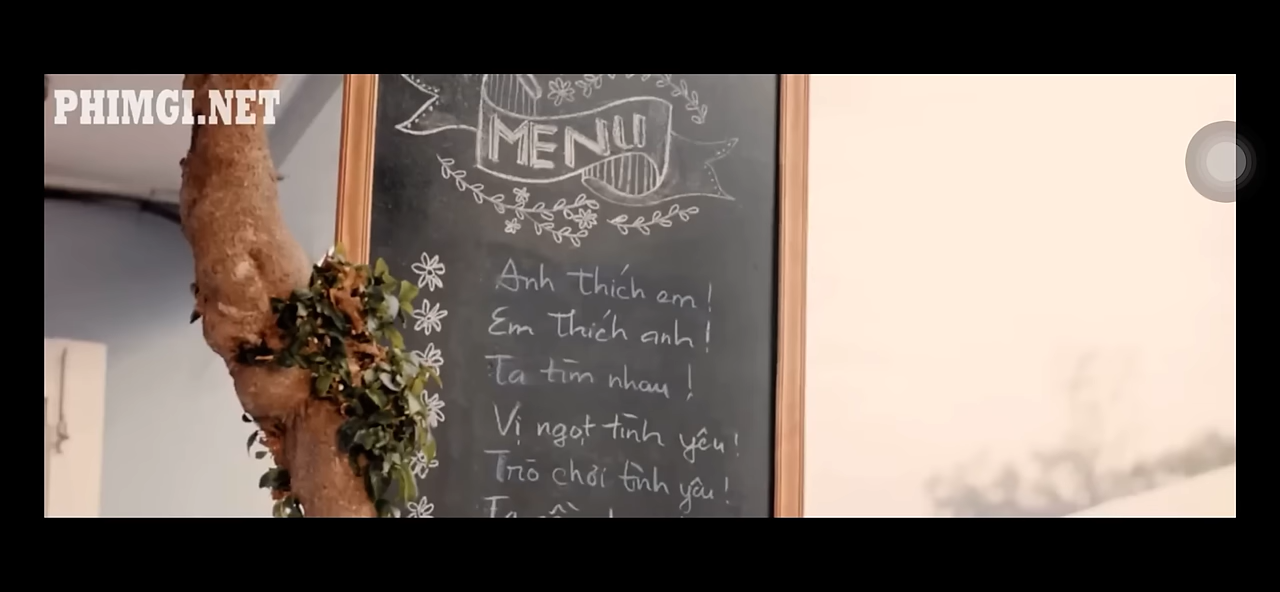 PHIMGI.NET
MENU
Anh thích em!
Em thích anh!
Ta tìm nhau!
Vị ngọt tình yêu!
Trò chơi tình yêu!